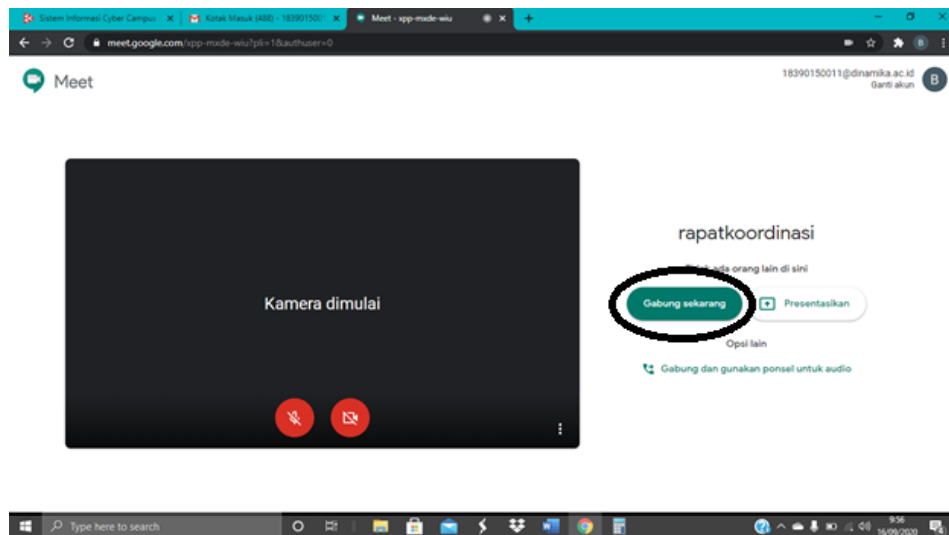 Sistem Informasi Cyber Campus
Kotak Masuk (488) - 18390150011
Meet - xpp-mxde-wiu
meet.google.com/xpp-mxde-wiu?pli=1&authuser=0
Meet
18390150011@dinamika.ac.id
Ganti akun
B
rapatkoordinasi
ada orang lain di sini
Kamera dimulai
Gabung sekarang
Presentasikan
Opsi lain
Gabung dan gunakan ponsel untuk audio
Type here to search
9:56
16/09/2020